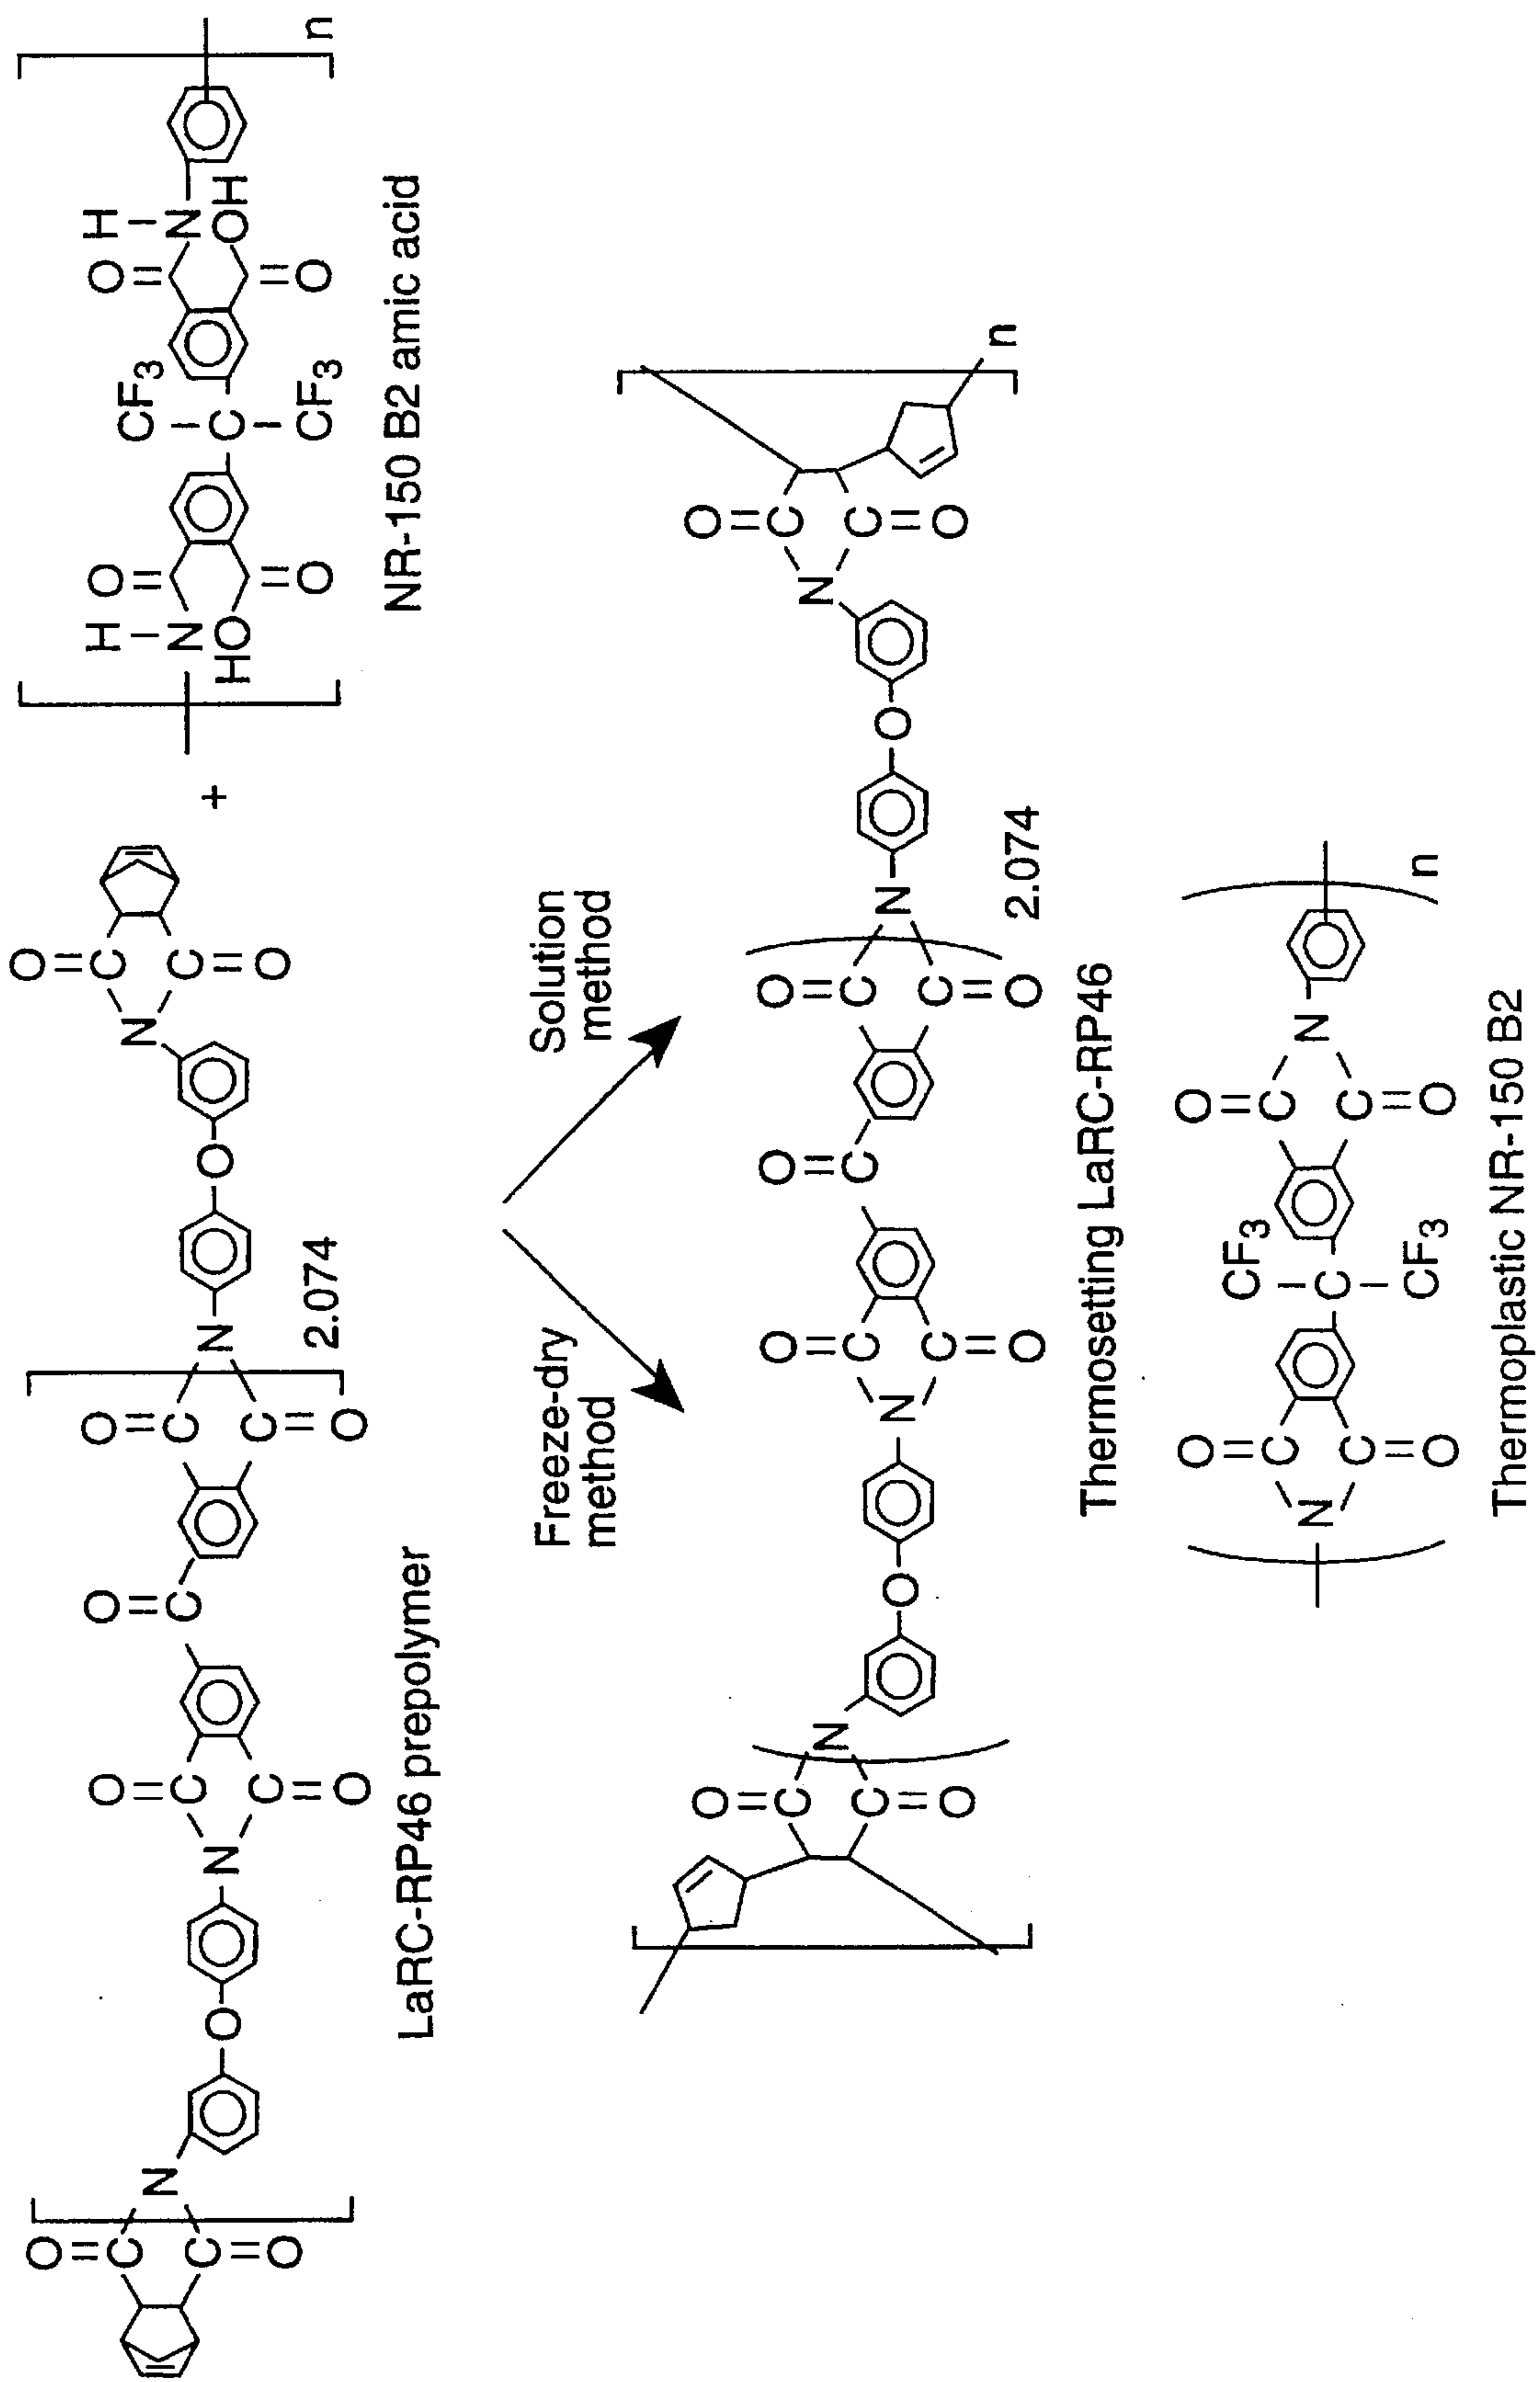 LaRC-RP46 prepolymer
2.074
+
NR-150 B2 amic acid
n
Freeze-dry
method
Solution
method
2.074
n
Thermosetting LaRC-RP46
n
Thermoplastic NR-150 B2